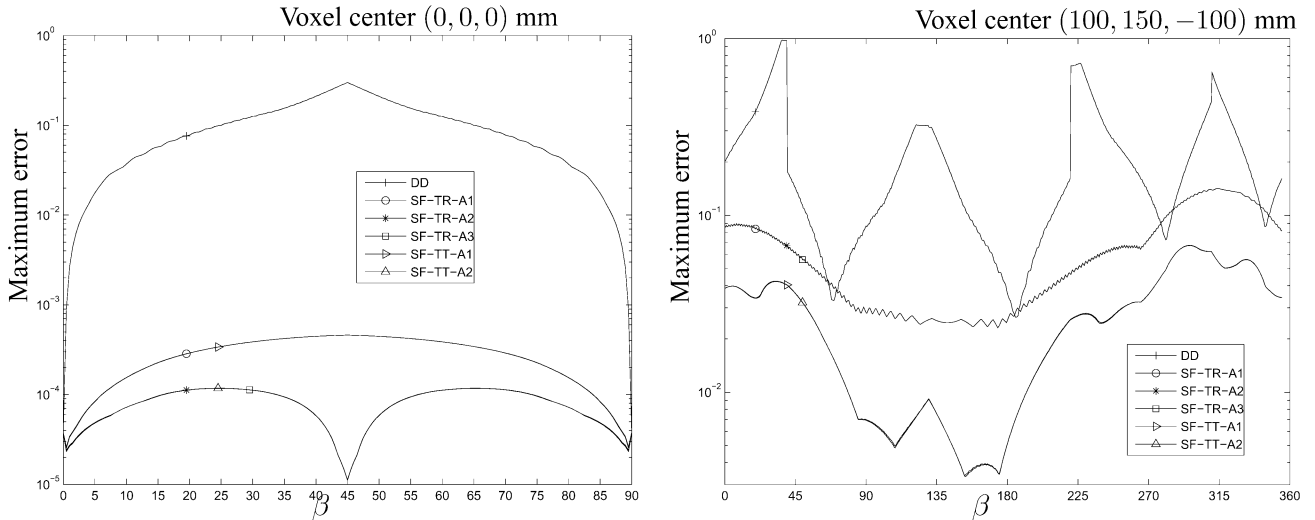 Voxel center (0, 0, 0) mm
Maximum error
10^0
10^−1
10^−2
10^−3
10^−4
10^−5
DD
SF−TR−A1
SF−TR−A2
SF−TR−A3
SF−TT−A1
SF−TT−A2
0 5 10 15 20 25 30 35 40 45 50 55 60 65 70 75 80 85 90
β
Voxel center (100, 150, −100) mm
Maximum error
10^0
10^−1
10^−2
DD
SF−TR−A1
SF−TR−A2
SF−TR−A3
SF−TT−A1
SF−TT−A2
0 45 90 135 180 225 270 315 360
β